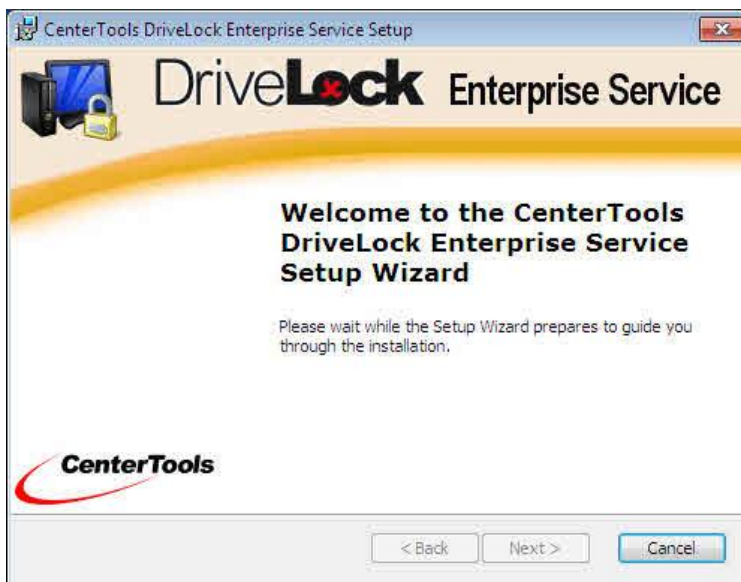 CenterTools DriveLock Enterprise Service Setup
DriveLock Enterprise Service
Welcome to the CenterTools
DriveLock Enterprise Service
Setup Wizard
Please wait while the Setup Wizard prepares to guide you
through the installation.
CenterTools
< Back
Next >
Cancel